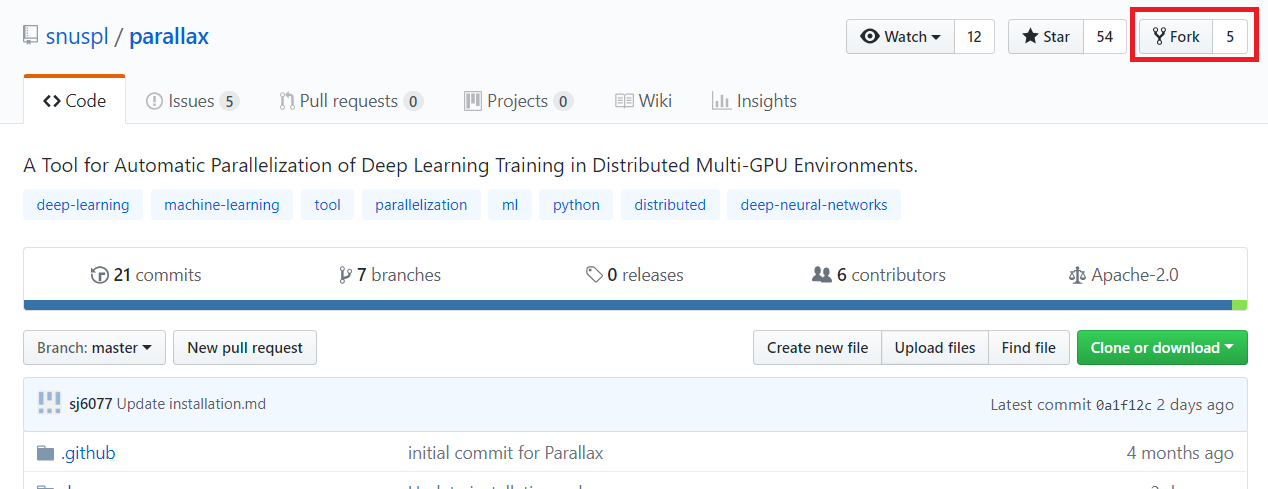 snuspl / parallax Watch 12 Star 54 Fork 5
Code Issues 5 Pull requests 0 Projects 0 Wiki Insights
A Tool for Automatic Parallelization of Deep Learning Training in Distributed Multi-GPU Environments.
deep-learning machine-learning tool parallelization ml python distributed deep-neural-networks
21 commits 7 branches 0 releases 6 contributors Apache-2.0
Branch: master New pull request Create new file Upload files Find file Clone or download
sj6077 Update installation.md Latest commit 0a1f12c 2 days ago
.github initial commit for Parallax 4 months ago